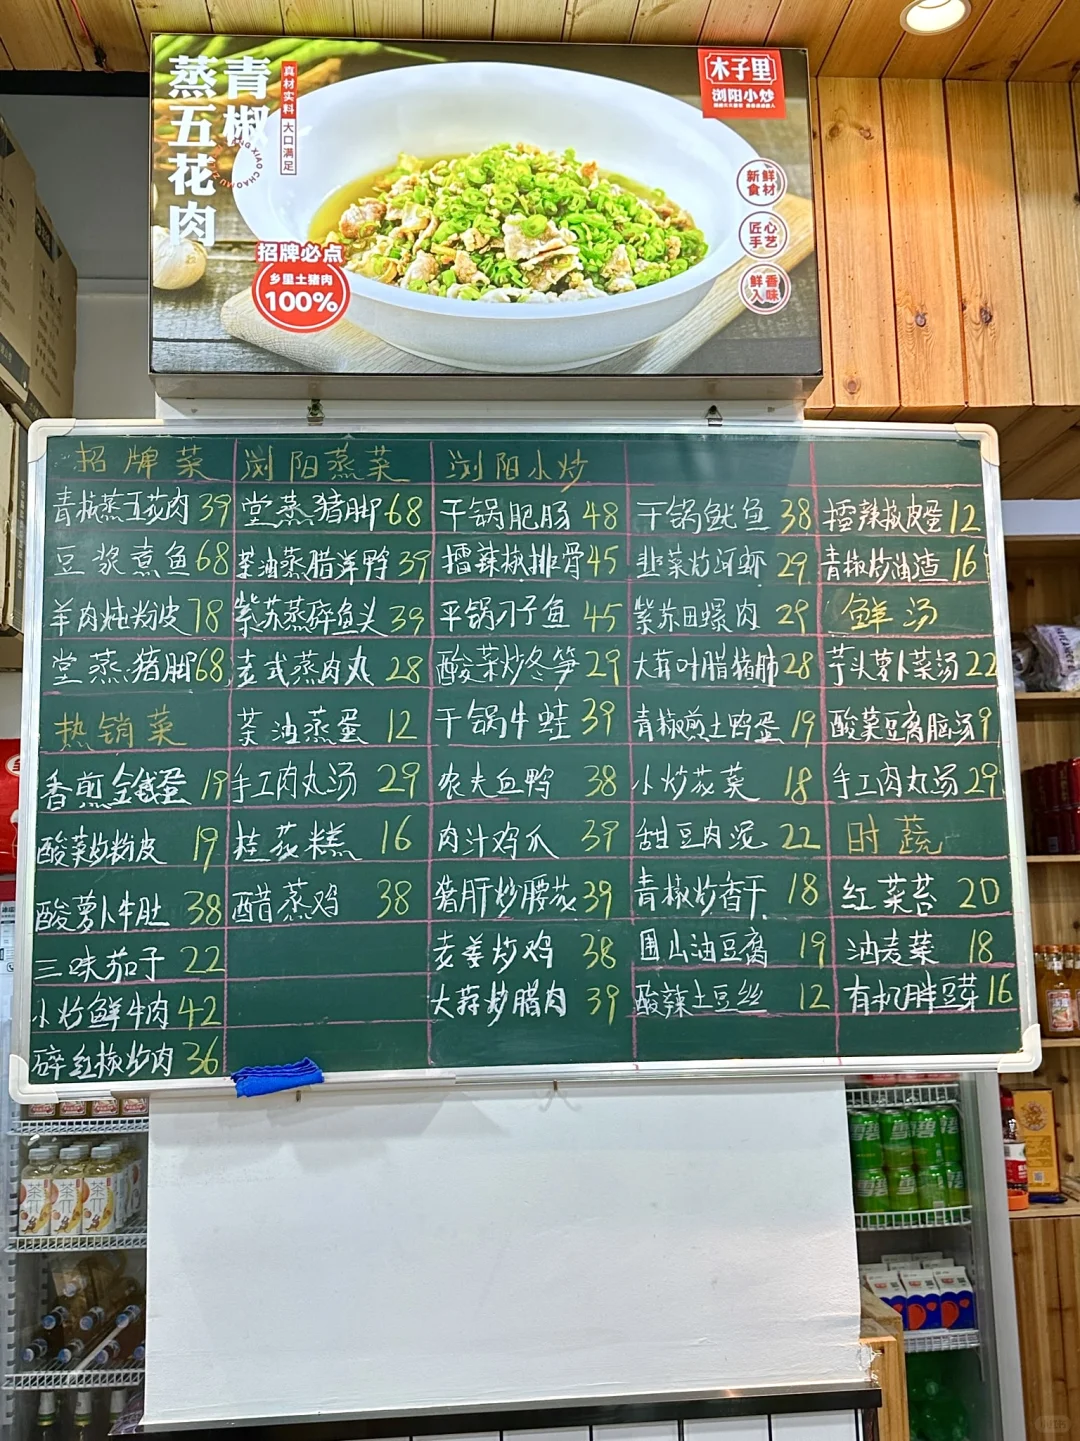 青椒
蒸五花肉
真材实料
大口满足
木子里
浏阳小炒
新鲜食材
匠心手艺
鲜香入味
招牌必点
乡里土猪肉
100%
招牌菜
青椒蒸五花肉 39
豆浆煮鱼 68
羊肉炖粉皮 78
堂蒸猪脚 68
热销菜
香煎金钱蛋 19
酸菜炒粉皮 19
酸萝卜牛肚 38
三味茄子 22
小炒鲜牛肉 42
碎红椒炒肉 36
浏阳蒸菜
堂蒸猪脚 68
茶油蒸腊洋鸭 39
紫苏蒸碎鱼头 39
老式蒸肉丸 28
茶油蒸蛋 12
手工肉丸汤 29
桂花糕 16
醋蒸鸡 38
浏阳小炒
干锅肥肠 48
擂辣椒排骨 45
平锅刁子鱼 45
酸菜炒冬笋 29
干锅牛蛙 39
农夫血鸭 38
肉汁鸡爪 39
猪肝炒腰花 39
老姜炒鸡 38
大蒜炒腊肉 39
干锅鱿鱼 38
韭菜炒河虾 29
紫苏田螺肉 29
大蒜叶腊猪肺 28
青椒煎土鸭蛋 19
小炒花菜 18
甜豆肉泥 22
青椒炒香干 18
围山油豆腐 19
酸辣土豆丝 12
擂辣椒皮蛋 12
青椒炒油渣 16
鲜汤
芋头萝卜菜汤 22
酸菜豆腐脑汤 9
手工肉丸汤 29
时蔬
红菜苔 20
油麦菜 18
有机胖豆芽 16